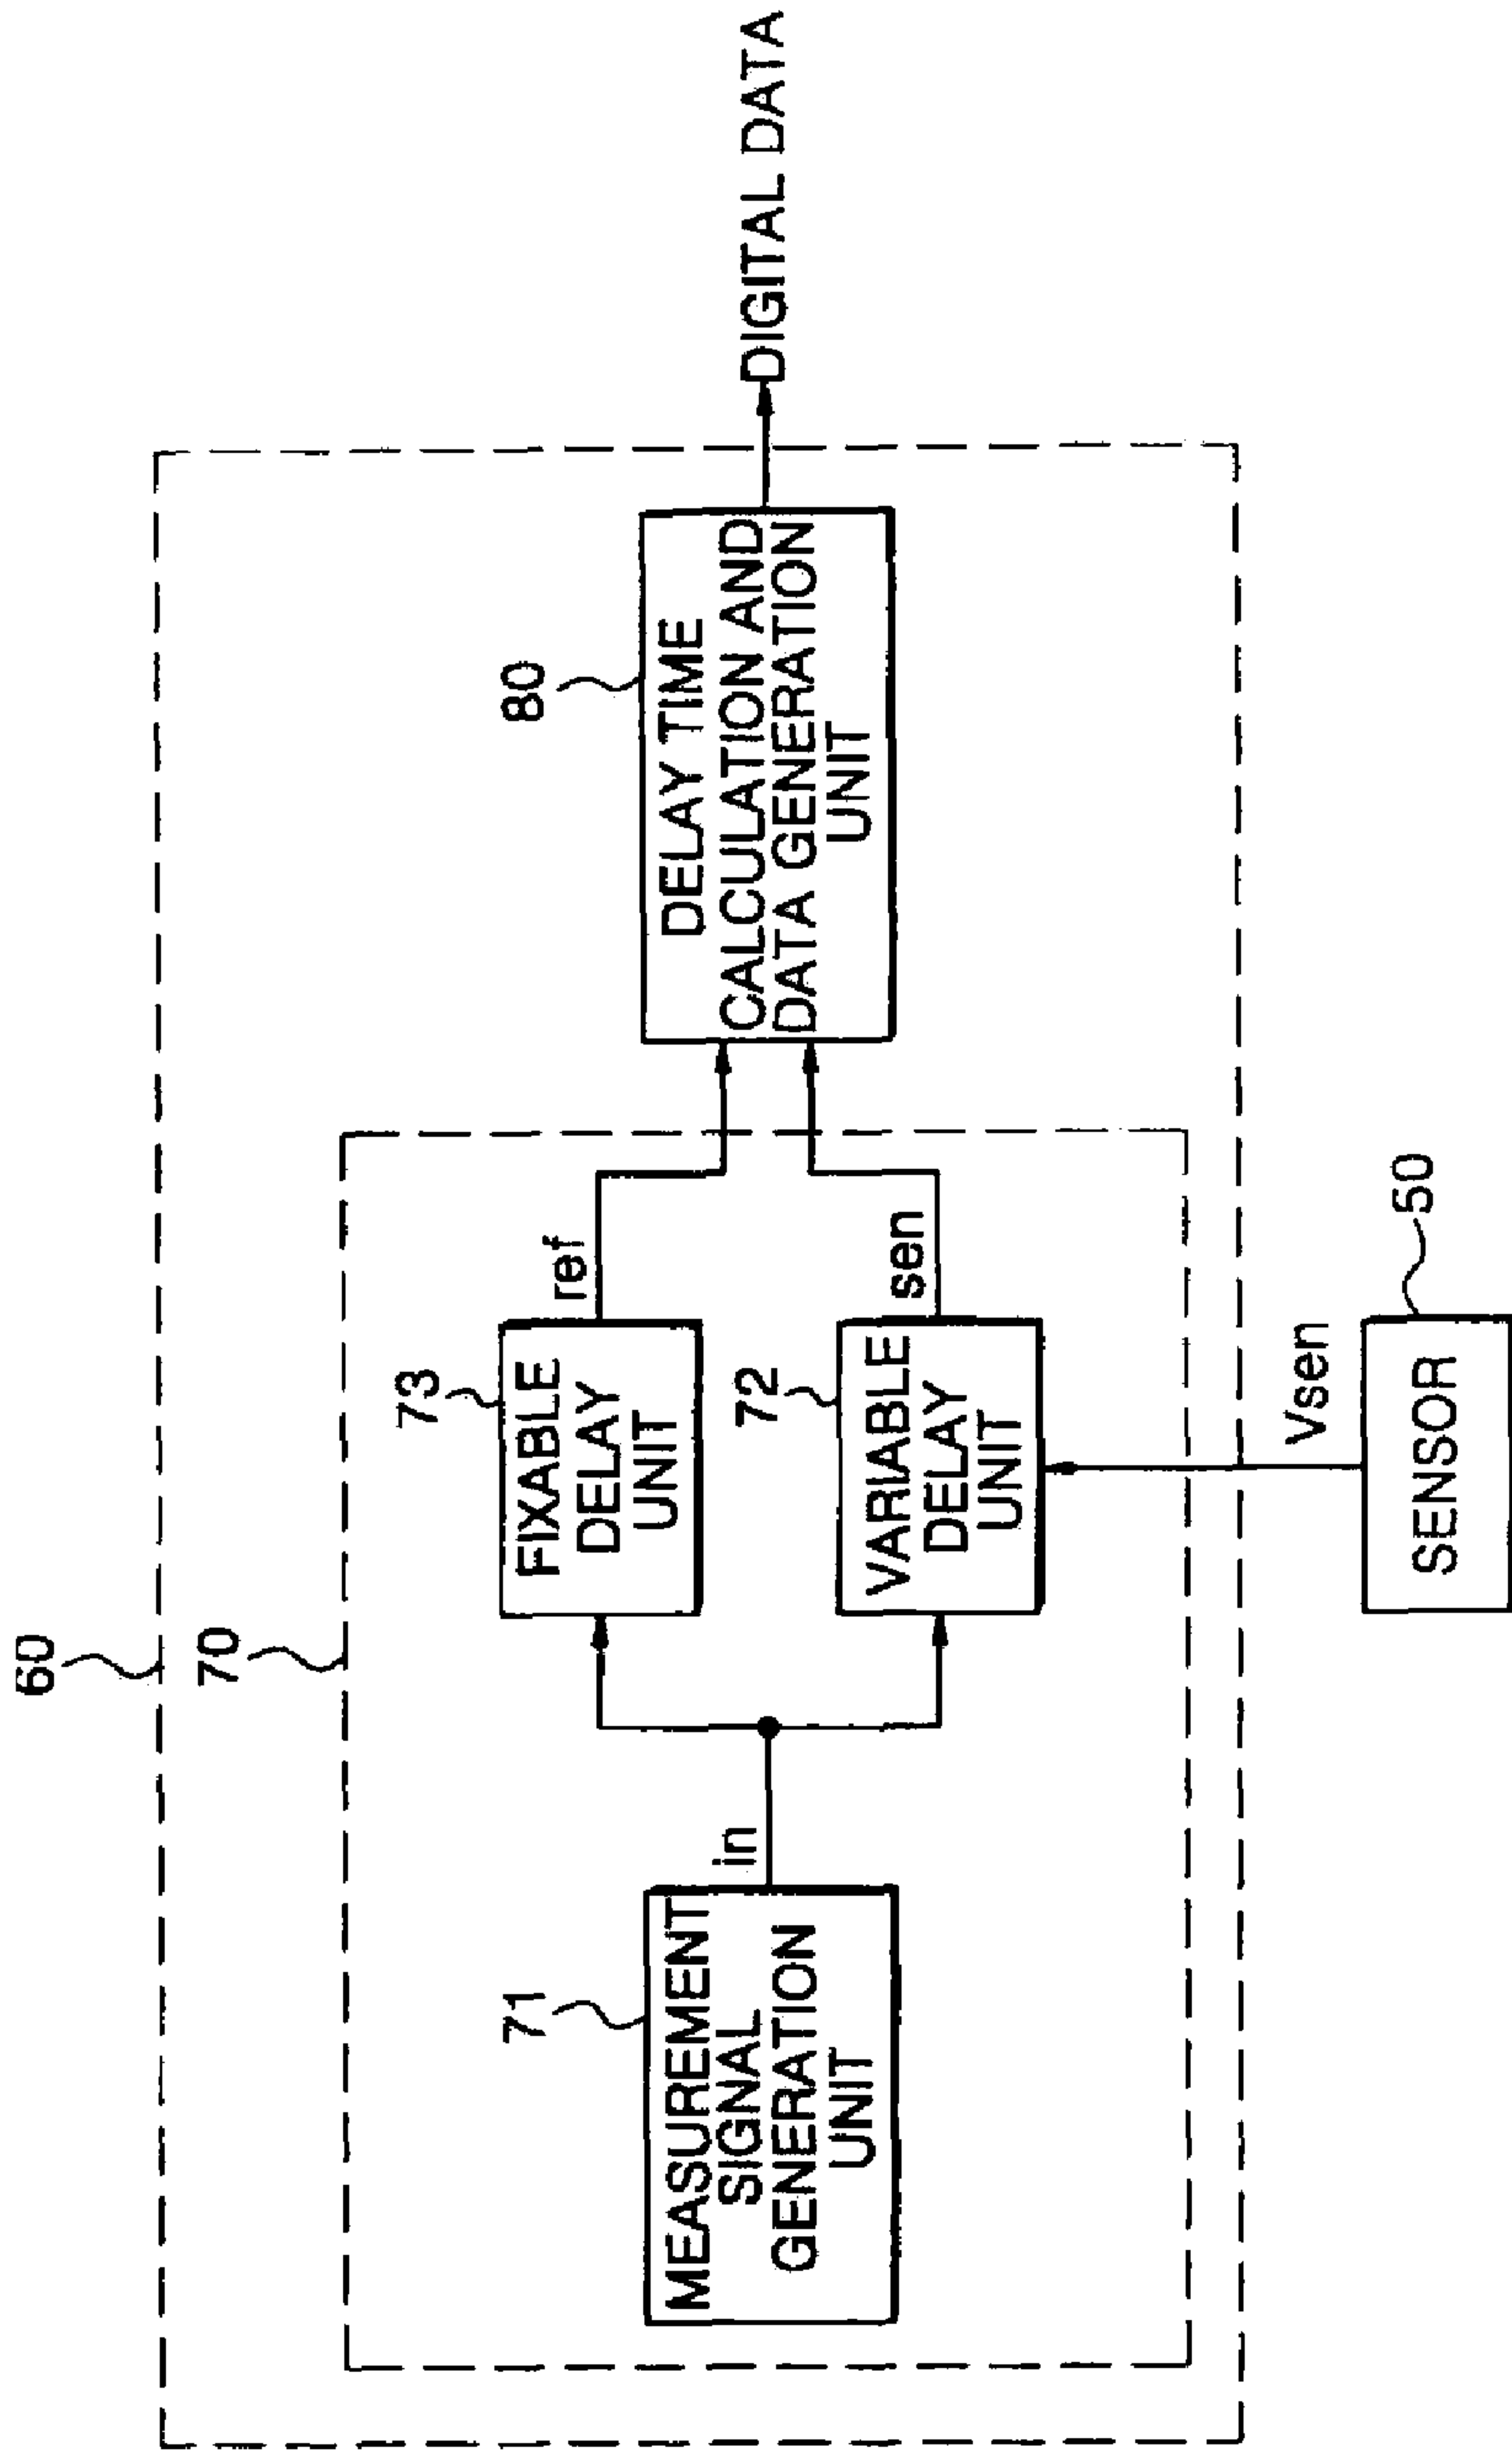 60
70
71
MEASUREMENT
SIGNAL
GENERATION
UNIT
in
73
FIXABLE
DELAY
UNIT
ref
72
VARIABLE
DELAY
UNIT
sen
80
DELAY TIME
CALCULATION AND
DATA GENERATION
UNIT
DIGITAL DATA
Vsen
50
SENSOR